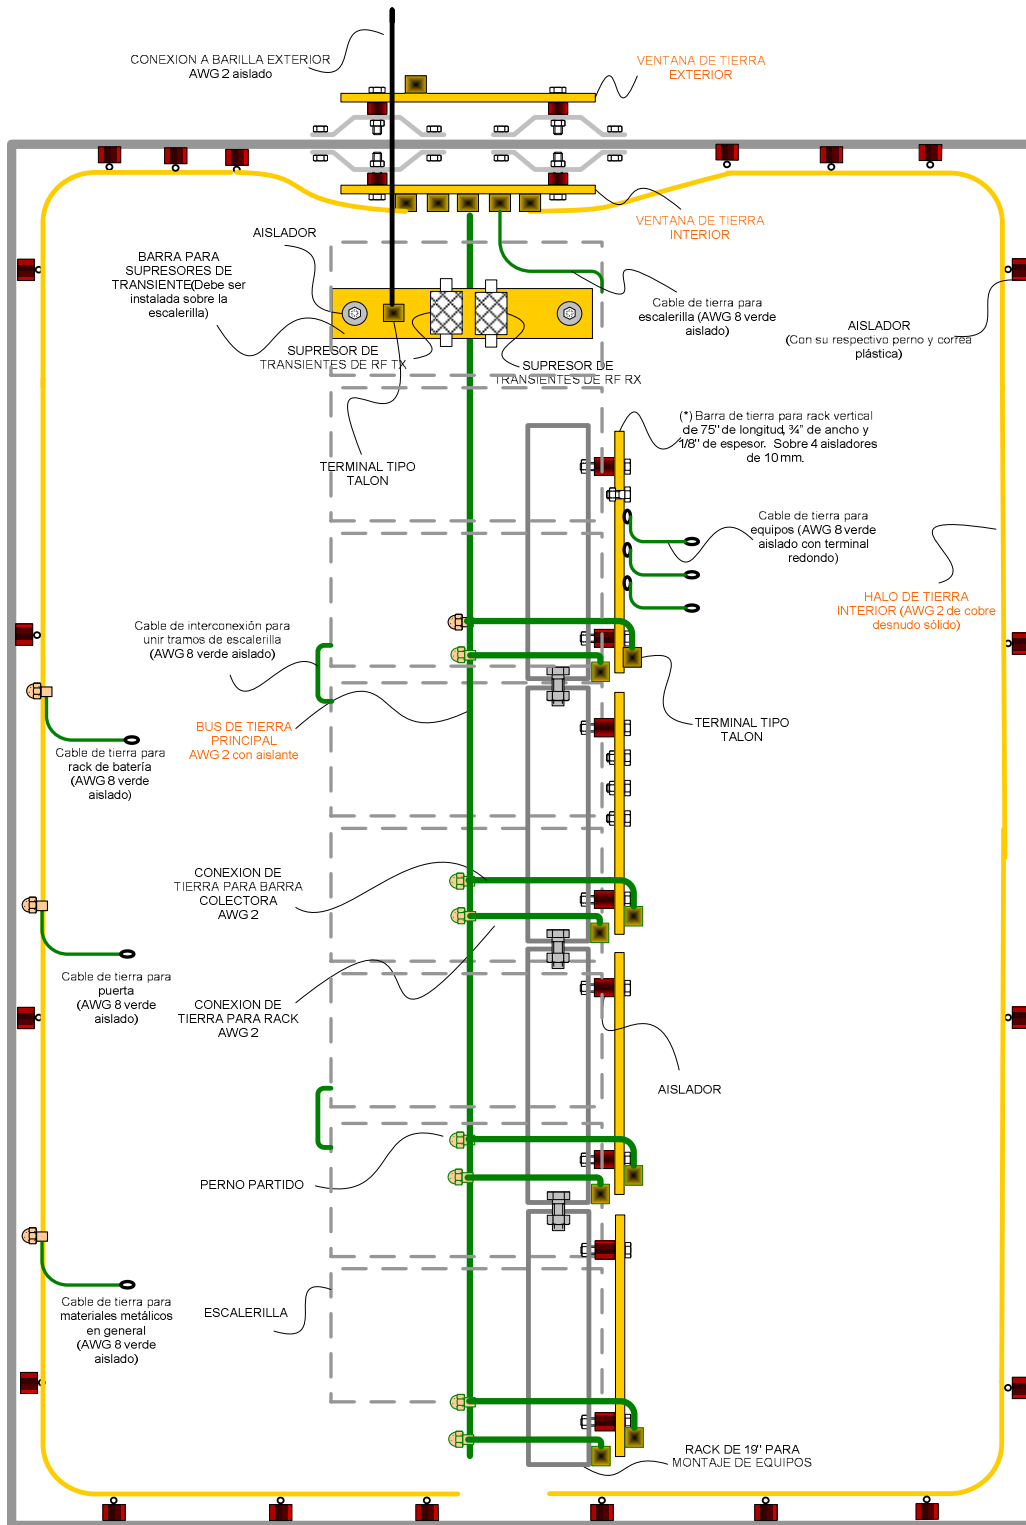 CONEXION A BARILLA EXTERIOR
AWG 2 aislado
VENTANA DE TIERRA
EXTERIOR
VENTANA DE TIERRA
INTERIOR
AISLADOR
BARRA PARA
SUPRESORES DE
TRANSIENTE(Debe ser
instalada sobre la
escalerilla)
Cable de tierra para
escalerilla (AWG 8 verde
aislado)
AISLADOR
(Con su respectivo perno y correa
plástica)
SUPRESOR DE
TRANSIENTES DE RF TX
SUPRESOR DE
TRANSIENTES DE RF RX
(*) Barra de tierra para rack vertical
de 75" de longitud, ¾" de ancho y
1/8" de espesor. Sobre 4 aisladores
de 10 mm.
TERMINAL TIPO
TALON
Cable de tierra para
equipos (AWG 8 verde
aislado con terminal
redondo)
HALO DE TIERRA
INTERIOR (AWG 2 de cobre
desnudo sólido)
Cable de interconexión para
unir tramos de escalerilla
(AWG 8 verde aislado)
BUS DE TIERRA
PRINCIPAL
AWG 2 con aislante
TERMINAL TIPO
TALON
Cable de tierra para
rack de batería
(AWG 8 verde
aislado)
CONEXION DE
TIERRA PARA BARRA
COLECTORA
AWG 2
Cable de tierra para
puerta
(AWG 8 verde
aislado)
CONEXION DE
TIERRA PARA RACK
AWG 2
AISLADOR
PERNO PARTIDO
Cable de tierra para
materiales metálicos
en general
(AWG 8 verde
aislado)
ESCALERILLA
RACK DE 19" PARA
MONTAJE DE EQUIPOS